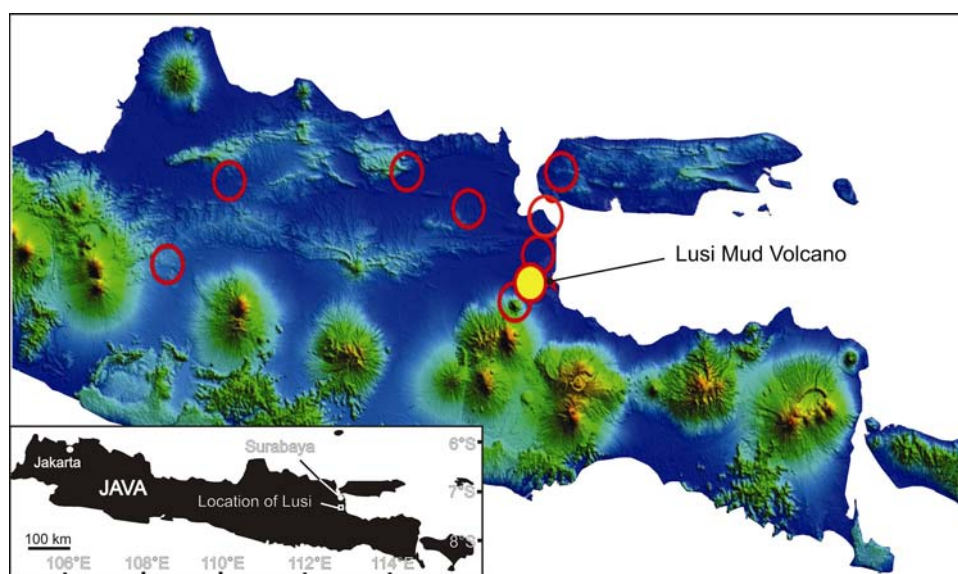 Lusi Mud Volcano
Surabaya
6°S
Jakarta
JAVA
7°S
Location of Lusi
100 km
8°S
106°E
108°E
110°E
112°E
114°E